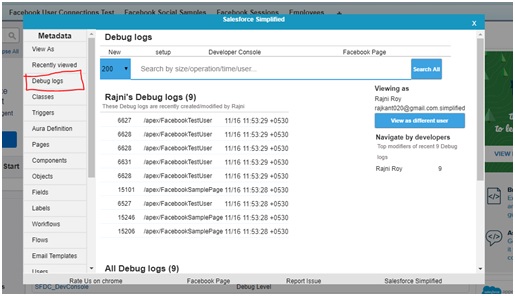 Facebook User Connections Test Facebook Social Samples Facebook Sessions Employees +
Salesforce Simplified X
Metadata
View As
Recently viewed
Debug logs
Classes
Triggers
Aura Definition
Pages
Components
Objects
Fields
Labels
Workflows
Flows
Email Templates
Users
Debug logs
New setup Developer Console Facebook Page
200 Search by size/operation/time/user... Search All
Rajni's Debug logs (9)
These Debug logs are recently created/modified by Rajni
6627 /apex/FacebookTestUser 11/16 11:53:29 +0530
6628 /apex/FacebookTestUser 11/16 11:53:29 +0530
6628 /apex/FacebookTestUser 11/16 11:53:29 +0530
6631 /apex/FacebookTestUser 11/16 11:53:28 +0530
6628 /apex/FacebookTestUser 11/16 11:53:29 +0530
15101 /apex/FacebookSamplePage 11/16 11:53:29 +0530
6527 /apex/FacebookTestUser 11/16 11:53:28 +0530
15246 /apex/FacebookSamplePage 11/16 11:53:28 +0530
15206 /apex/FacebookSamplePage 11/16 11:53:28 +0530
All Debug logs (9)
Viewing as
Rajni Roy
rajkant020@gmail.com.simplified
View as different user
Navigate by developers
Top modifiers of recent 9 Debug
logs
Rajni Roy 9
Rate Us on chrome Facebook Page Report Issue Salesforce Simplified
Start
VIEW
SFDC_DevConsole Debug Level